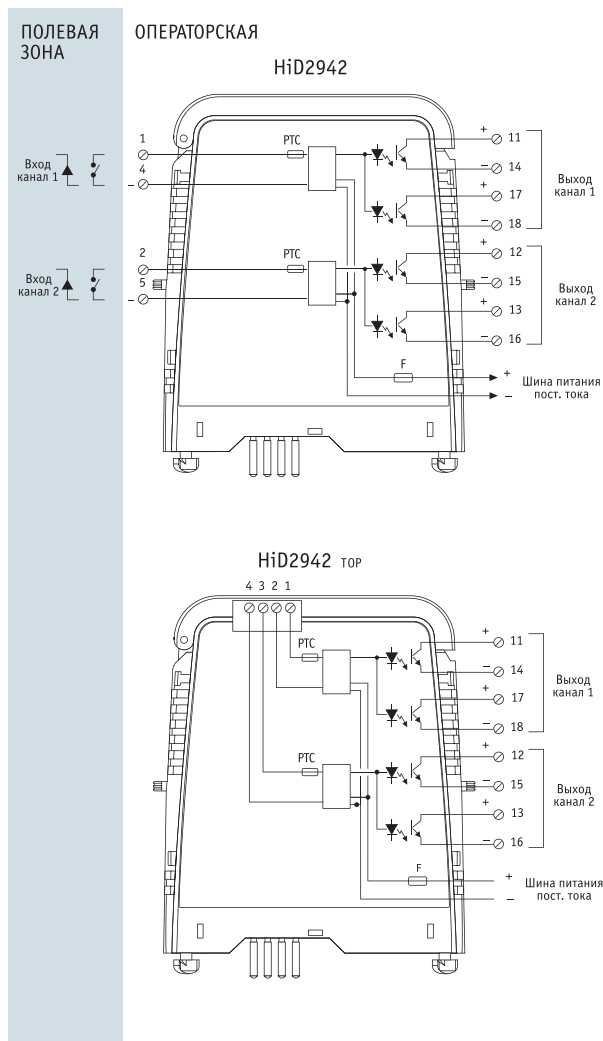 ПОЛЕВАЯ
ЗОНА
ОПЕРАТОРСКАЯ
HiD2942
1
PTC
+
11
Вход
канал 1
4
–
–
14
+
17
–
18
Выход
канал 1
2
PTC
+
12
Вход
канал 2
5
–
–
15
+
13
–
16
Выход
канал 2
F
+
–
Шина питания
пост. тока
HiD2942 TOP
4 3 2 1
PTC
+
11
–
14
+
17
–
18
Выход
канал 1
PTC
+
12
–
15
+
13
–
16
Выход
канал 2
F
+
–
Шина питания
пост. тока